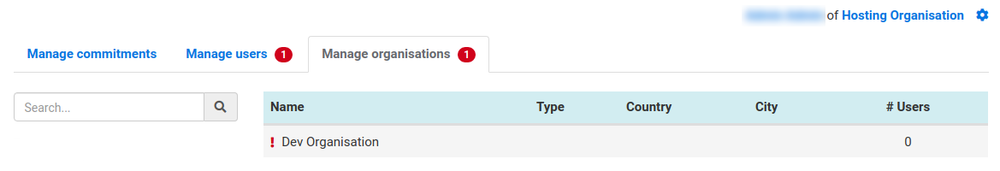 of Hosting Organisation
Manage commitments Manage users 1 Manage organisations 1
Search... Name Type Country City # Users
! Dev Organisation 0